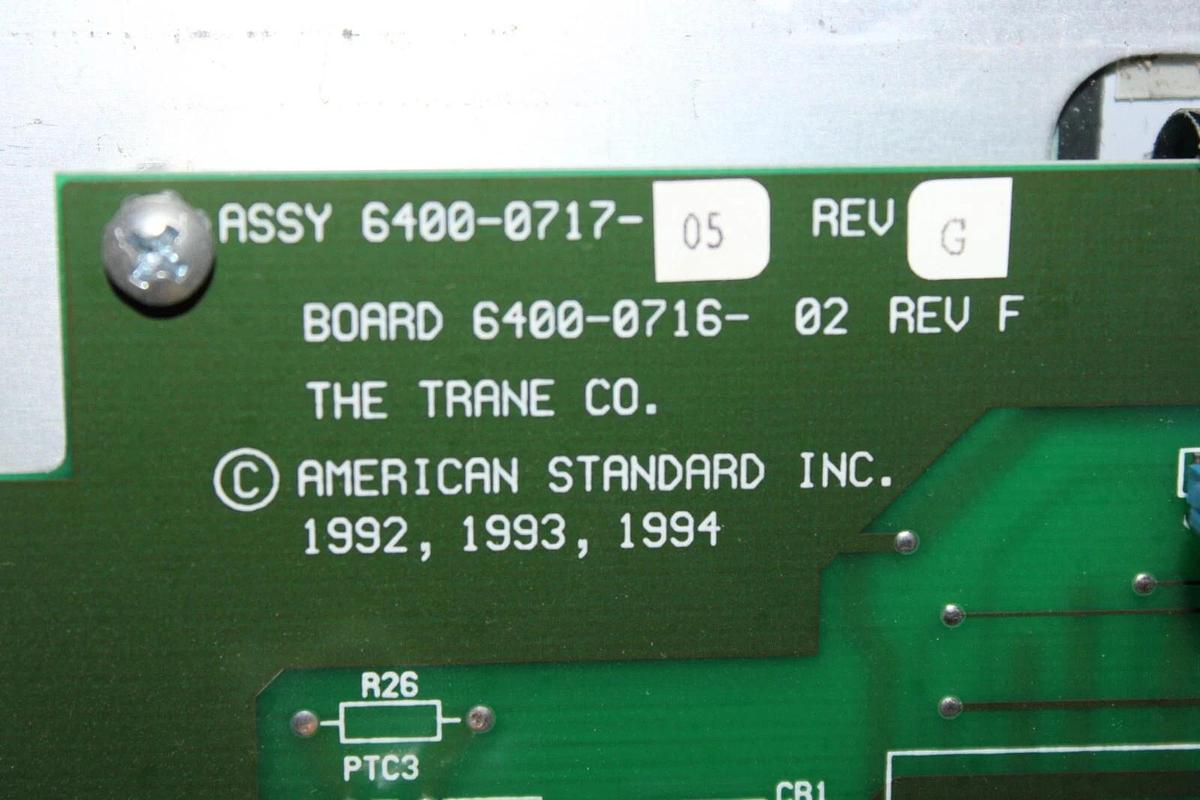 ASSY 6400-0717- 05 REV G
BOARD 6400-0716- 02 REV F
THE TRANE CO.
© AMERICAN STANDARD INC.
1992, 1993, 1994
R26
PTC3
CR1